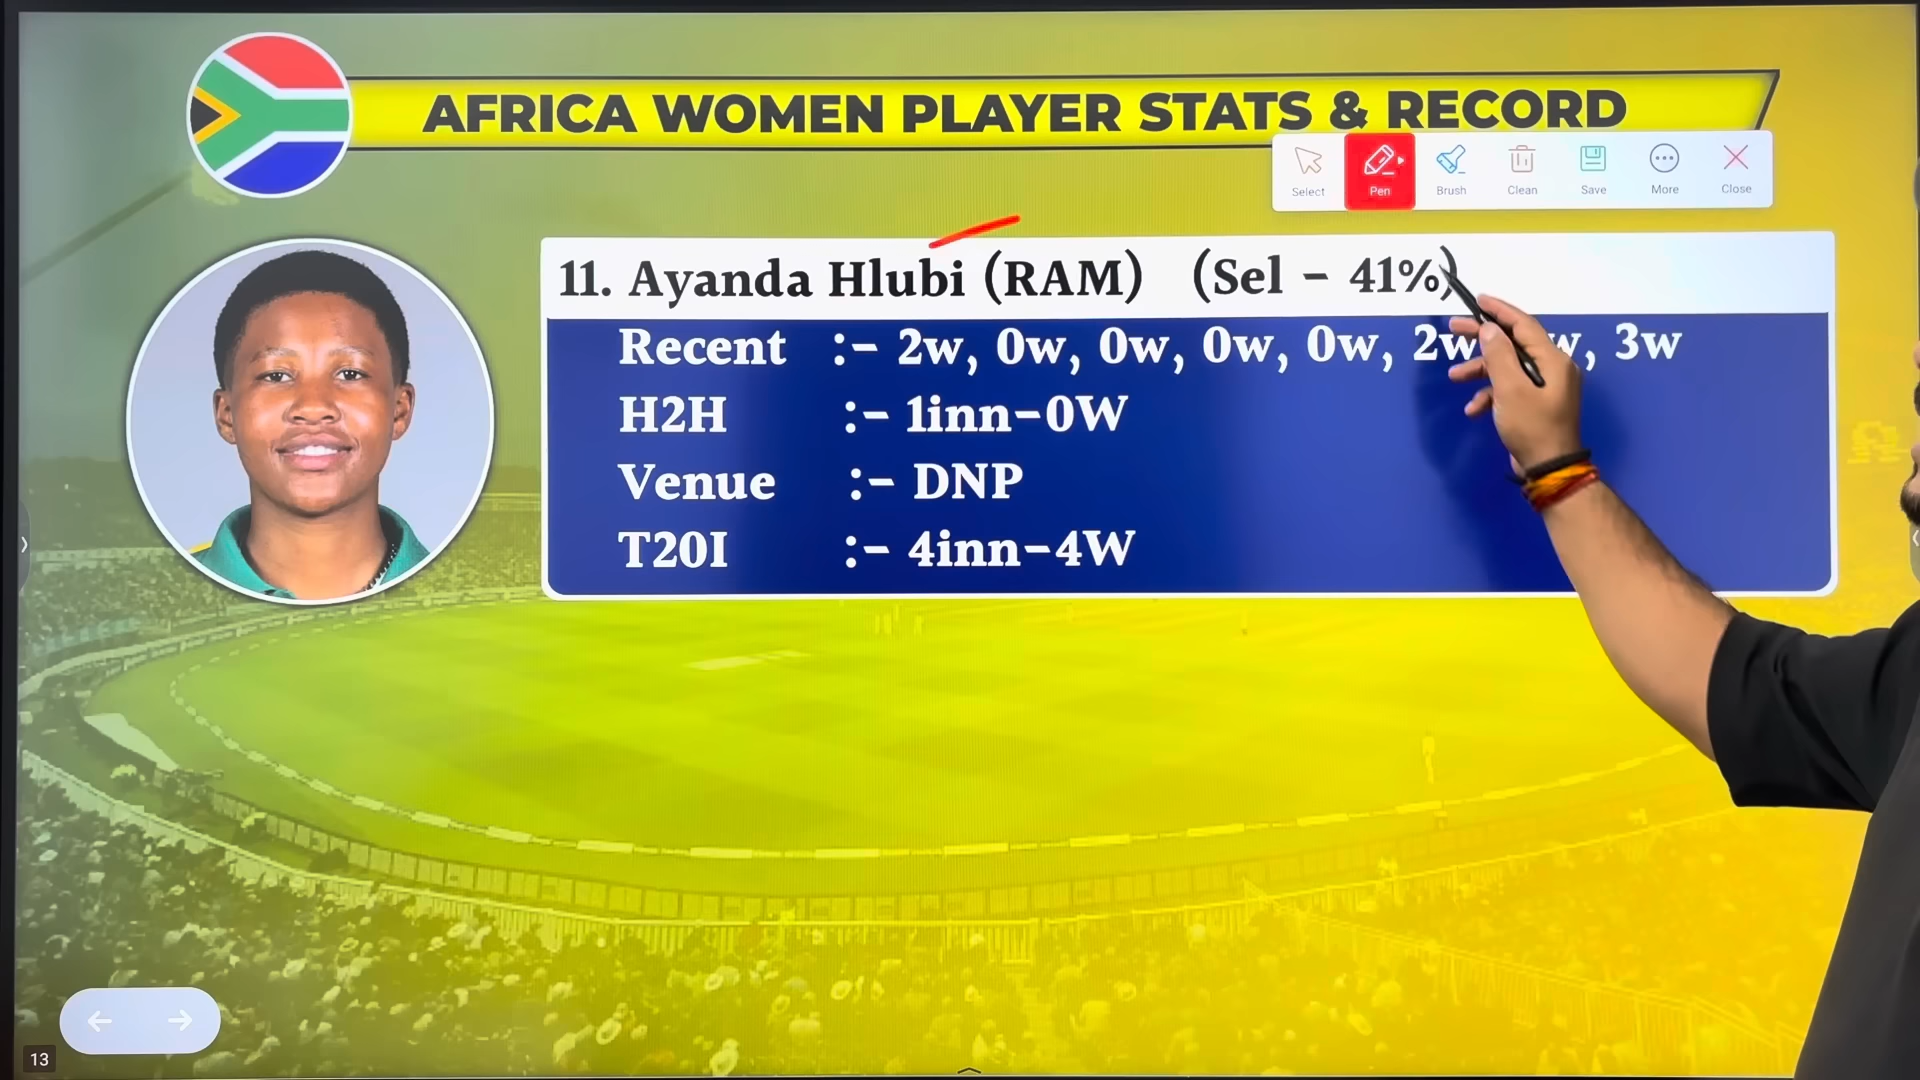 AFRICA WOMEN PLAYER STATS & RECORD
Select Pen Brush Clean Save More Close
11. Ayanda Hlubi (RAM) (Sel - 41%)
Recent :- 2w, 0w, 0w, 0w, 0w, 2w w, 3w
H2H :- 1inn-0W
Venue :- DNP
T20I :- 4inn-4W
13